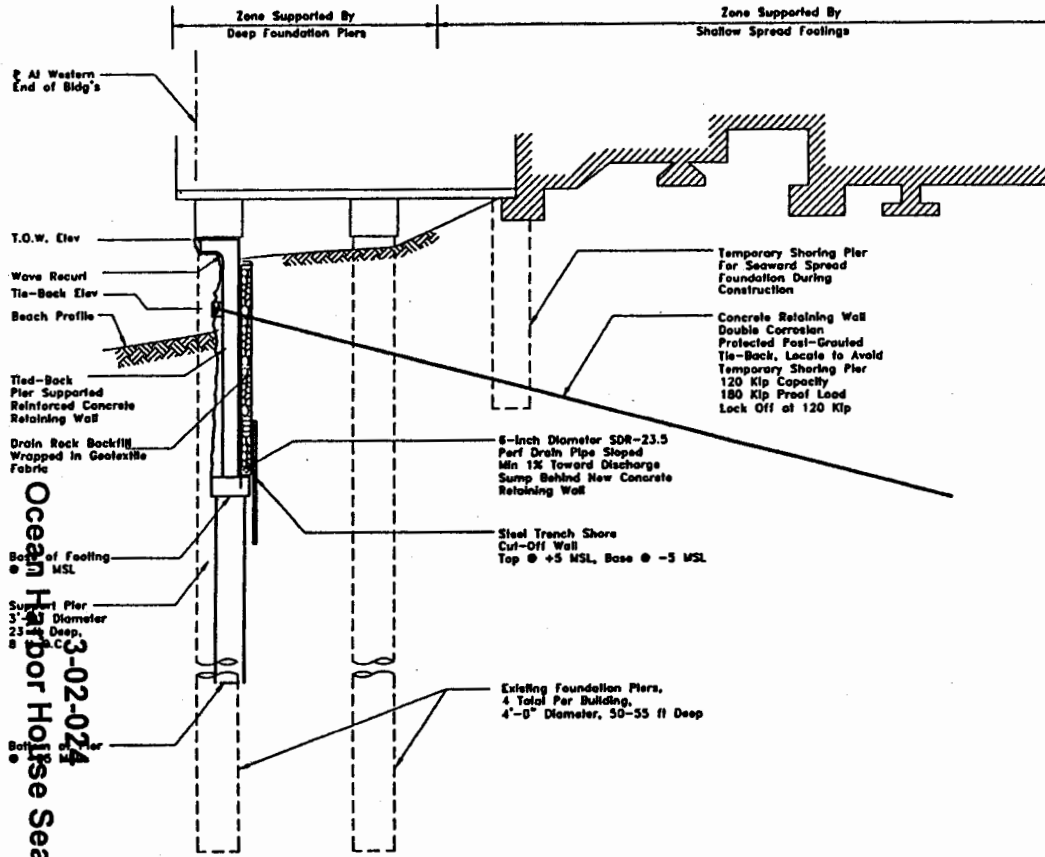 Zone Supported By
Deep Foundation Piers
Zone Supported By
Shallow Spread Footings
At Western
End of Bldg's
T.O.W. Elev
Wave Recurl
Tie-Back Elev
Beach Profile
Tied-Back
Pier Supported
Reinforced Concrete
Retaining Wall
Drain Rock Backfill
Wrapped in Geotextile
Fabric
Base of Footing
@ MSL
Support Pier
Diameter
Deep,
8
Bottom of Pier
@
Temporary Shoring Pier
For Seaward Spread
Foundation During
Construction
Concrete Retaining Wall
Double Corrosion
Protected Post-Grouted
Tie-Back, Locate to Avoid
Temporary Shoring Pier
120 Kip Capacity
180 Kip Proof Load
Lock Off at 120 Kip
6-Inch Diameter SDR-23.5
Perf Drain Pipe Sloped
Min 1% Toward Discharge
Sump Behind New Concrete
Retaining Wall
Steel Trench Shore
Cut-Off Wall
Top @ +5 MSL, Base @ -5 MSL
Existing Foundation Piers,
4 Total Per Building,
4'-0" Diameter, 50-55 ft Deep
3-02-024
Ocean Harbor House Sea